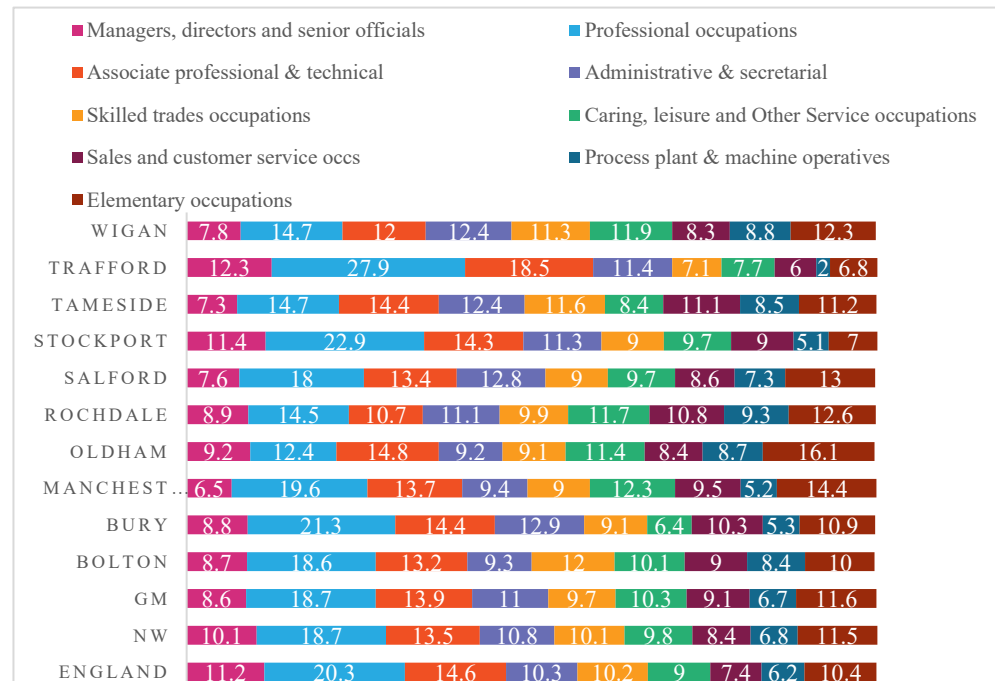 Managers, directors and senior officials Professional occupations
Associate professional & technical Administrative & secretarial
Skilled trades occupations Caring, leisure and Other Service occupations
Sales and customer service occs Process plant & machine operatives
Elementary occupations
WIGAN 7.8 14.7 12 12.4 11.3 11.9 8.3 8.8 12.3
TRAFFORD 12.3 27.9 18.5 11.4 7.1 7.7 6 2 6.8
TAMESIDE 7.3 14.7 14.4 12.4 11.6 8.4 11.1 8.5 11.2
STOCKPORT 11.4 22.9 14.3 11.3 9 9.7 9 5.1 7
SALFORD 7.6 18 13.4 12.8 9 9.7 8.6 7.3 13
ROCHDALE 8.9 14.5 10.7 11.1 9.9 11.7 10.8 9.3 12.6
OLDHAM 9.2 12.4 14.8 9.2 9.1 11.4 8.4 8.7 16.1
MANCHEST... 6.5 19.6 13.7 9.4 9 12.3 9.5 5.2 14.4
BURY 8.8 21.3 14.4 12.9 9.1 6.4 10.3 5.3 10.9
BOLTON 8.7 18.6 13.2 9.3 12 10.1 9 8.4 10
GM 8.6 18.7 13.9 11 9.7 10.3 9.1 6.7 11.6
NW 10.1 18.7 13.5 10.8 10.1 9.8 8.4 6.8 11.5
ENGLAND 11.2 20.3 14.6 10.3 10.2 9 7.4 6.2 10.4